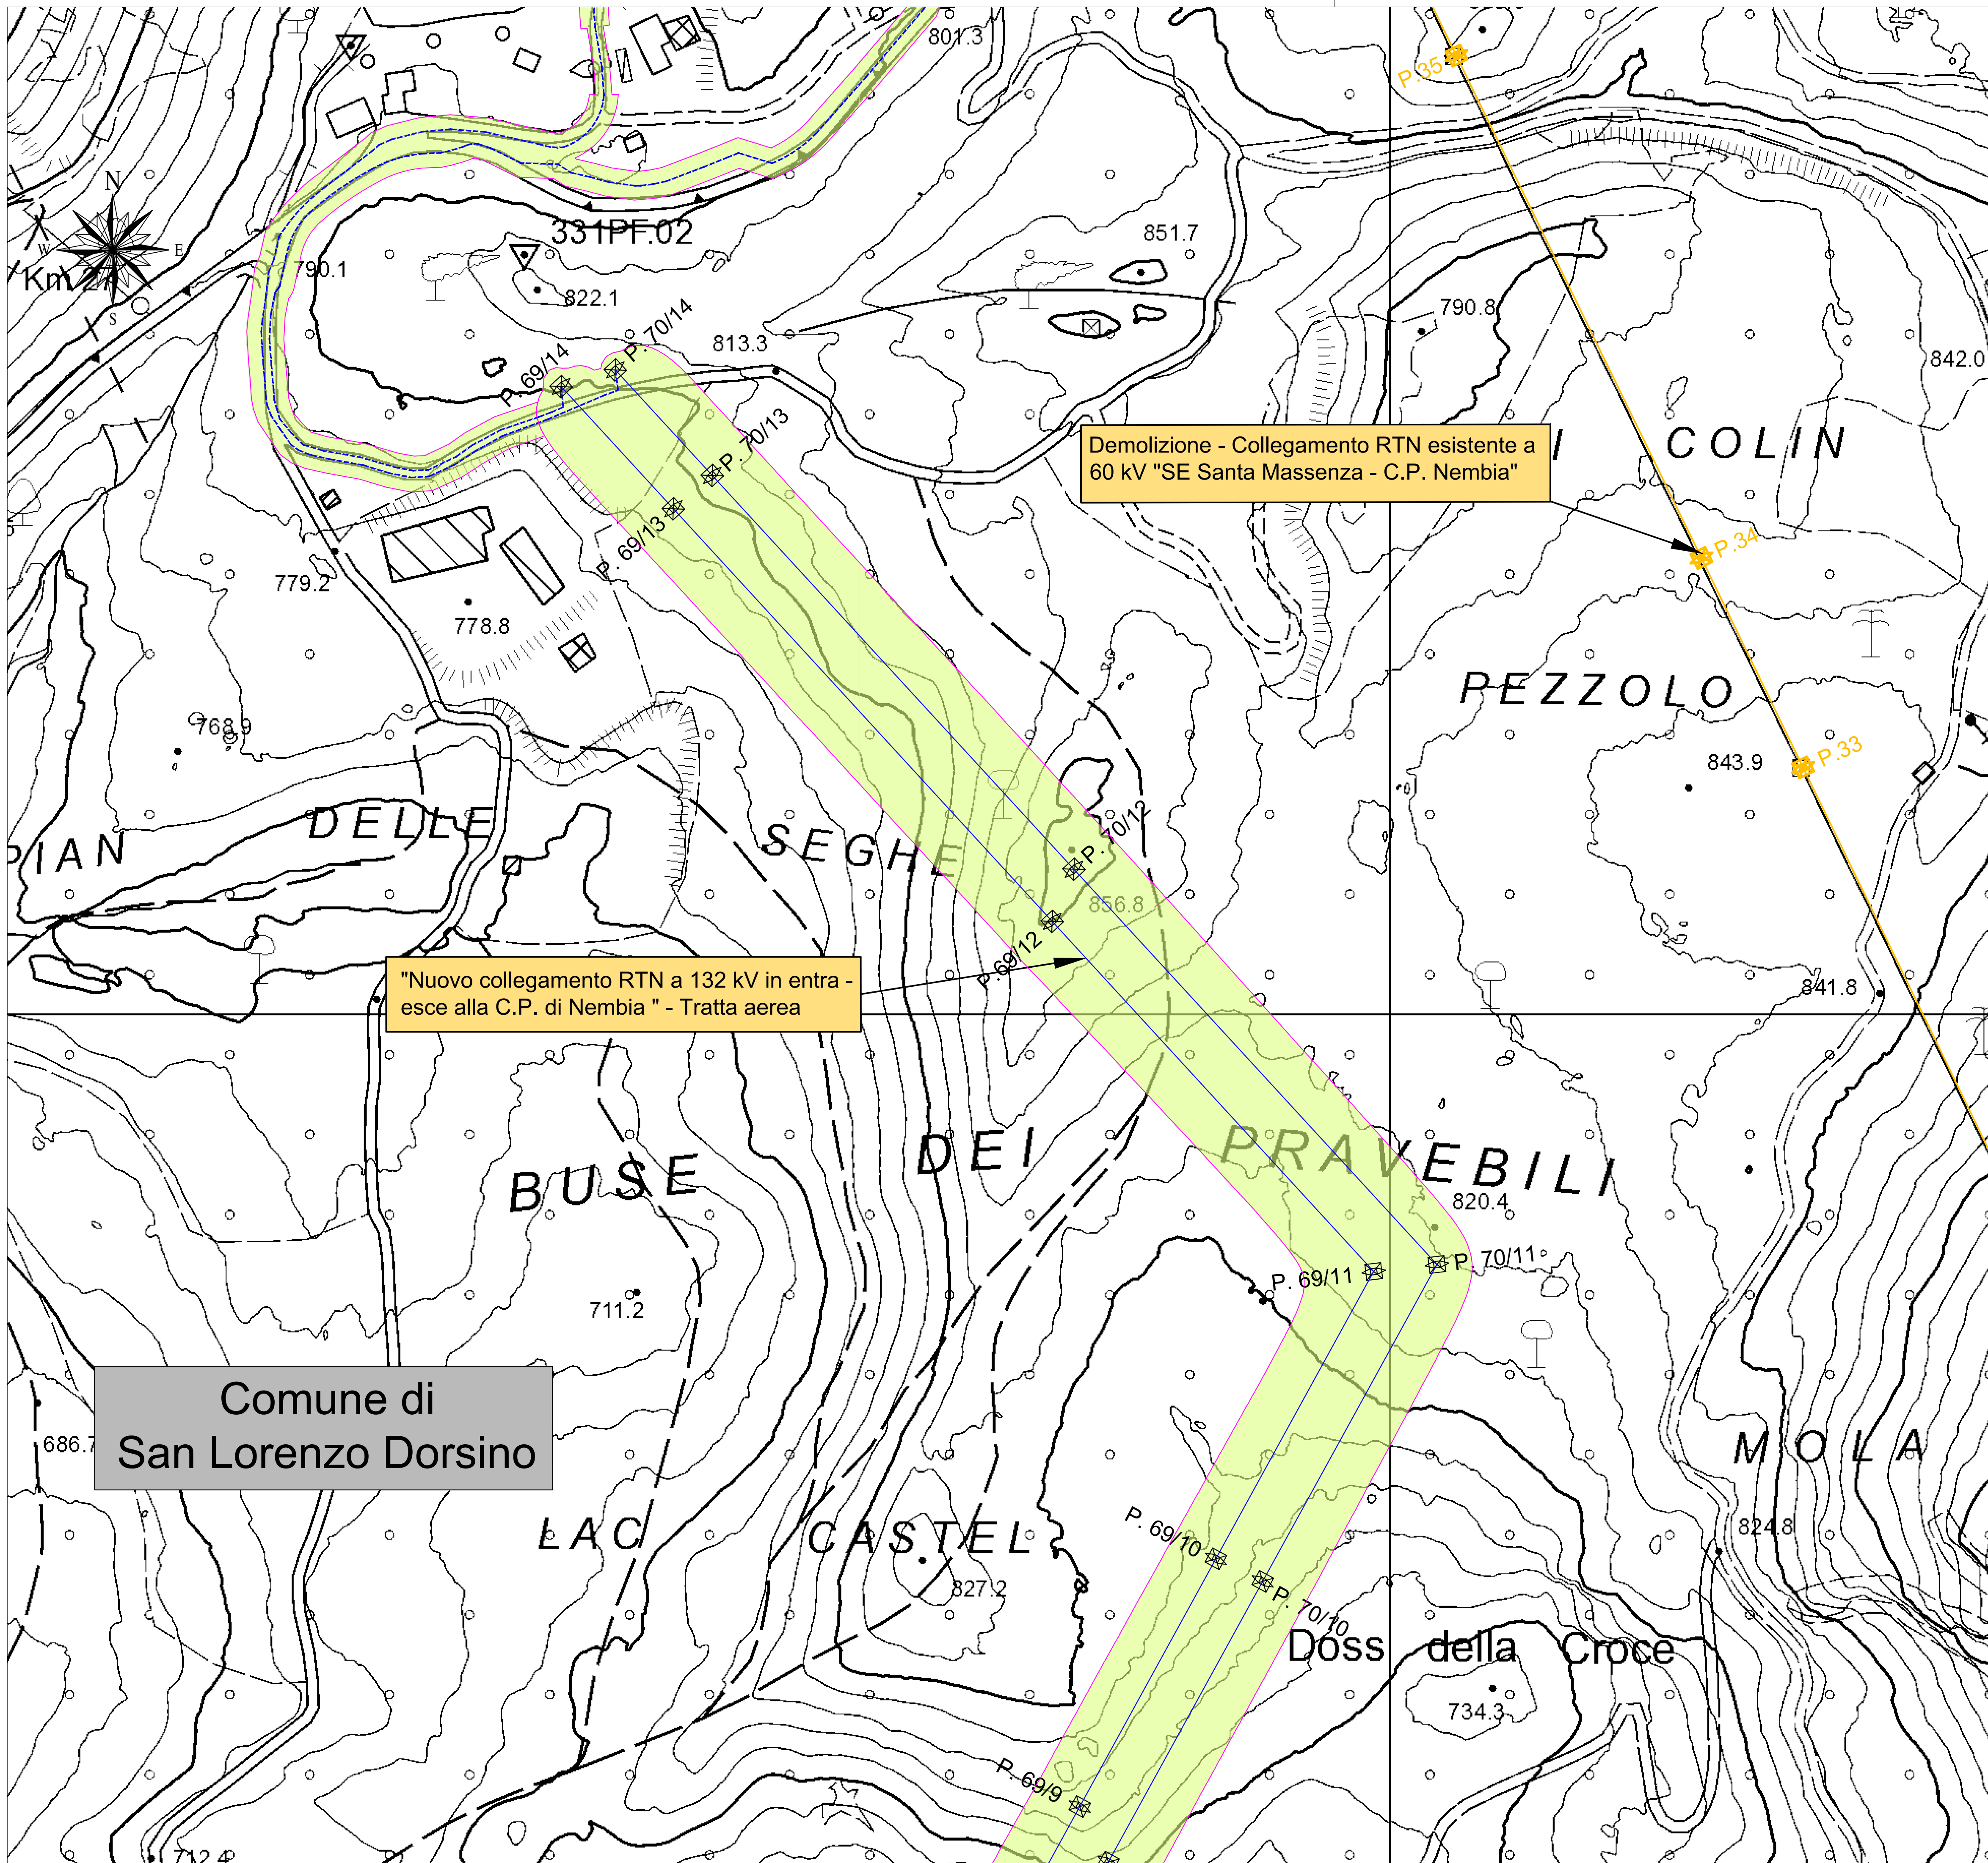 801.3
P.35
N
W
E
S
Km 27
790.1
331PF.02
822.1
851.7
790.8
813.3
842.0
P. 69/14
P. 70/14
P. 70/13
P. 69/13
Demolizione - Collegamento RTN esistente a
60 kV "SE Santa Massenza - C.P. Nembia"
I COLIN
P.34
779.2
778.8
PEZZOLO
768.9
843.9
P.33
PIAN DELLE SEGHE
P. 70/12
856.8
P. 69/12
"Nuovo collegamento RTN a 132 kV in entra -
esce alla C.P. di Nembia " - Tratta aerea
841.8
BUSE DEI PRAVEBILI
820.4
P. 69/11
P. 70/11
711.2
Comune di
San Lorenzo Dorsino
686.7
MOLA
LAC CASTEL
P. 69/10
824.8
827.2
P. 70/10
Doss della Croce
734.3
P. 69/9
712.4